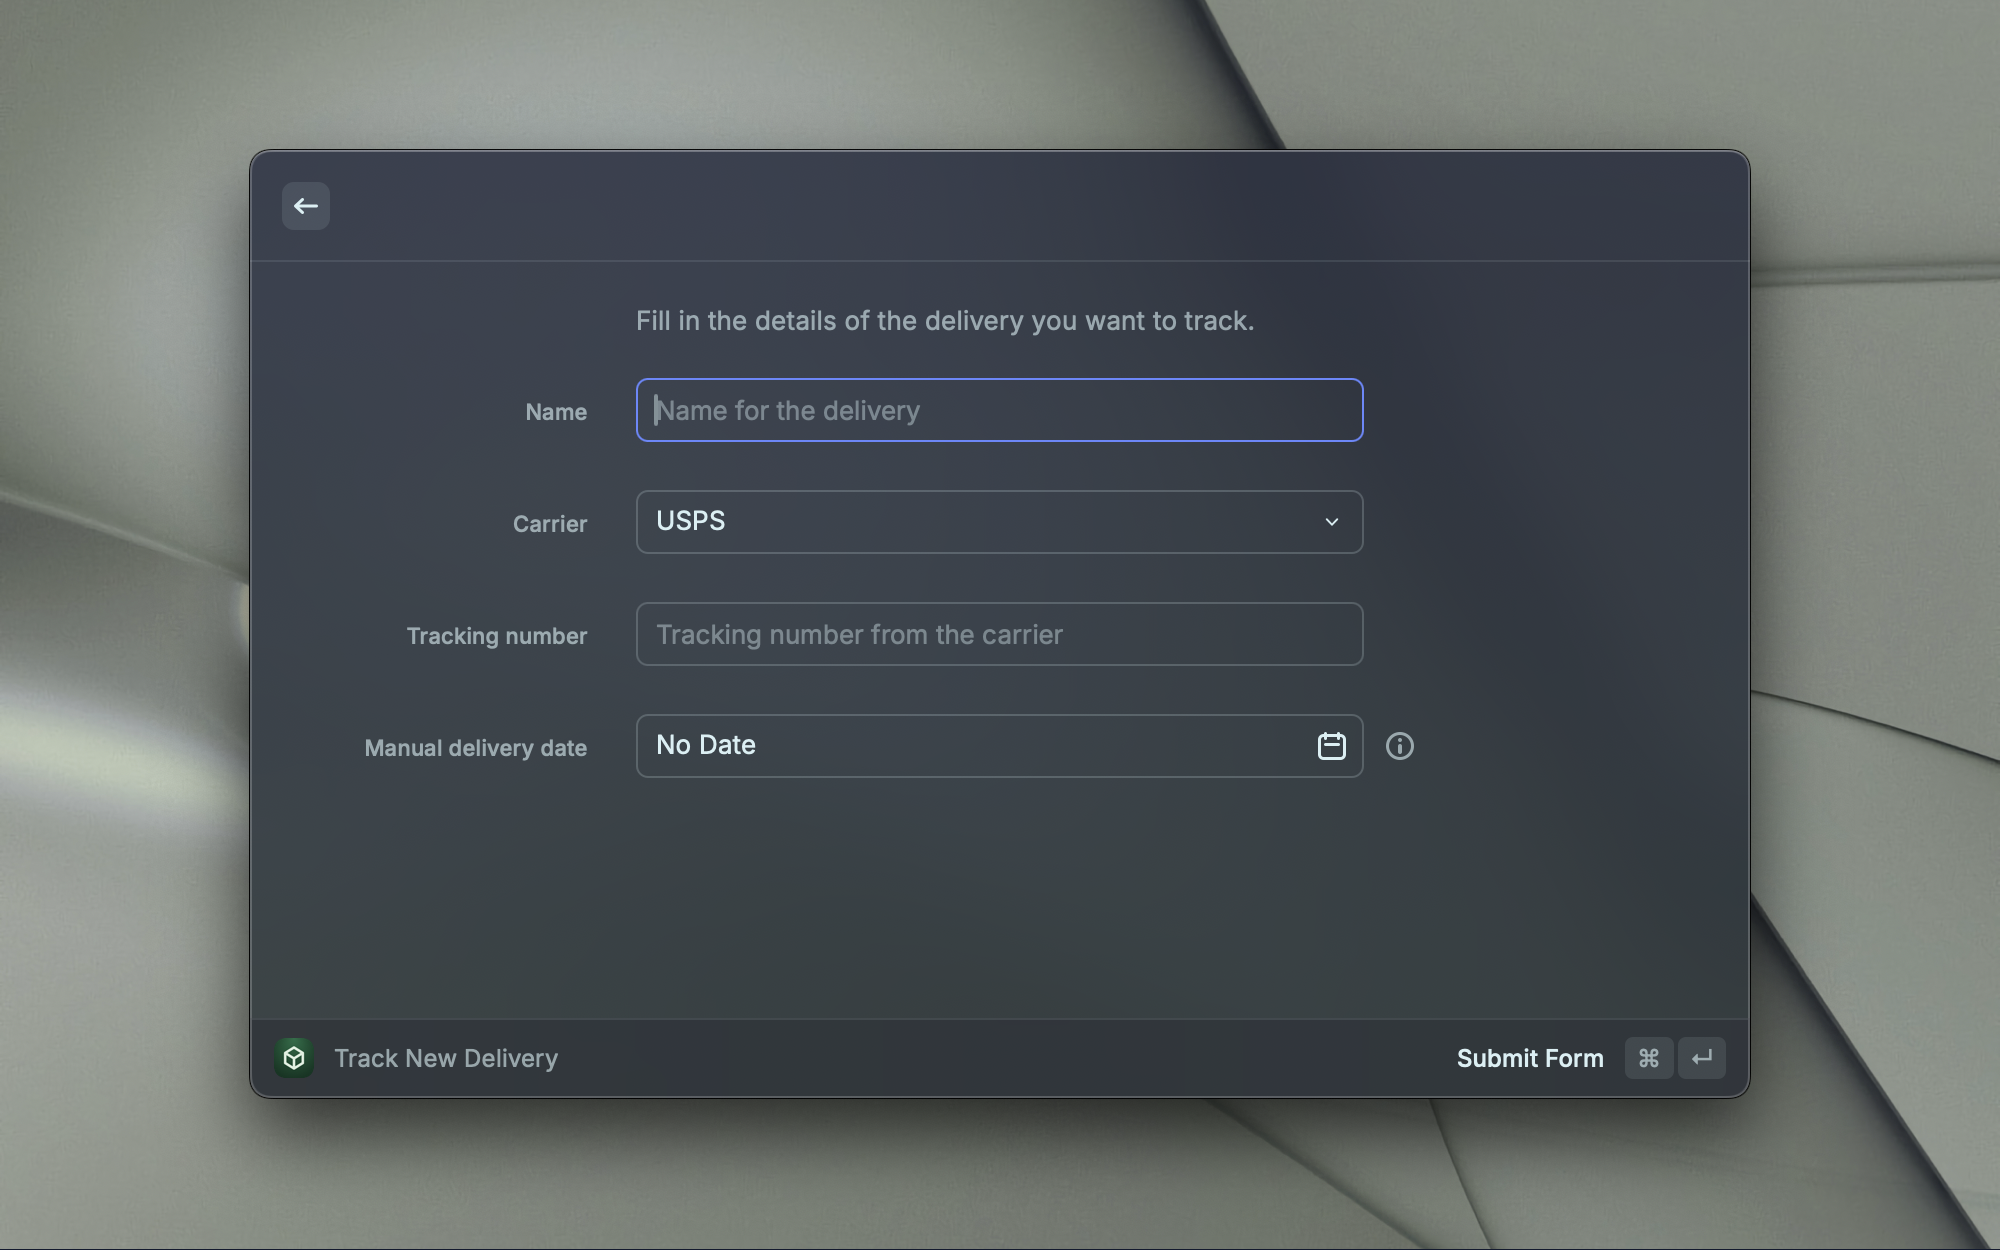 Fill in the details of the delivery you want to track.
Name
Name for the delivery
Carrier
USPS
Tracking number
Tracking number from the carrier
Manual delivery date
No Date
Track New Delivery
Submit Form ⌘ ↵